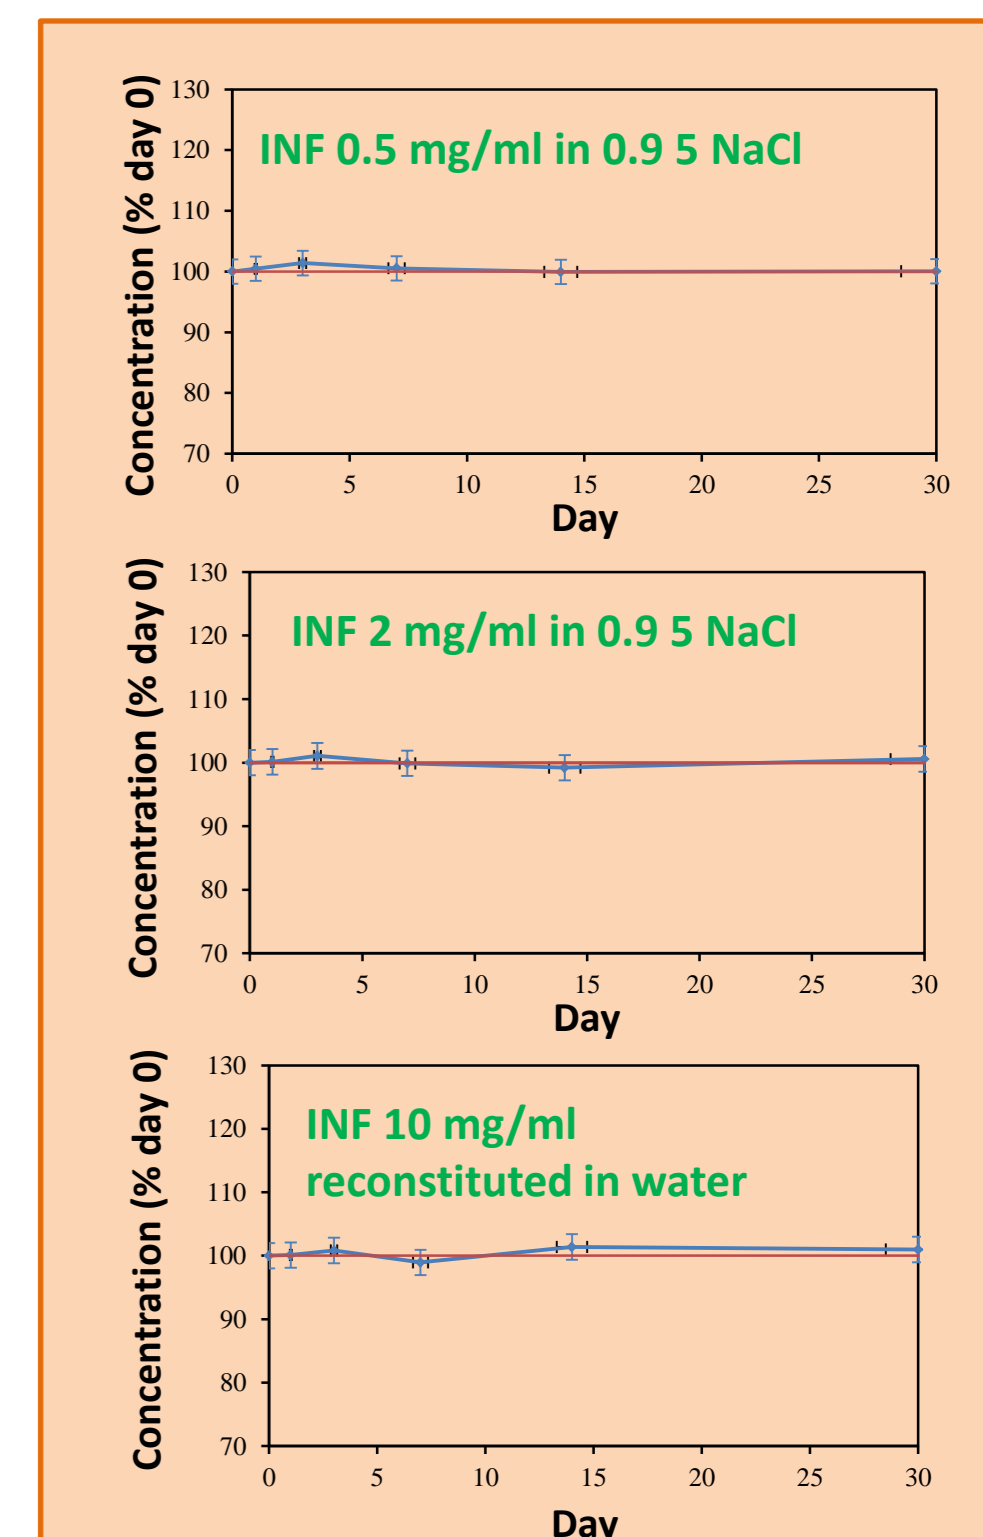 Concentration (% day 0)
130
120
110
100
90
80
70
INF 0.5 mg/ml in 0.9 5 NaCl
0 5 10 15 20 25 30
Day
Concentration (% day 0)
130
120
110
100
90
80
70
INF 2 mg/ml in 0.9 5 NaCl
0 5 10 15 20 25 30
Day
Concentration (% day 0)
130
120
110
100
90
80
70
INF 10 mg/ml
reconstituted in water
0 5 10 15 20 25 30
Day